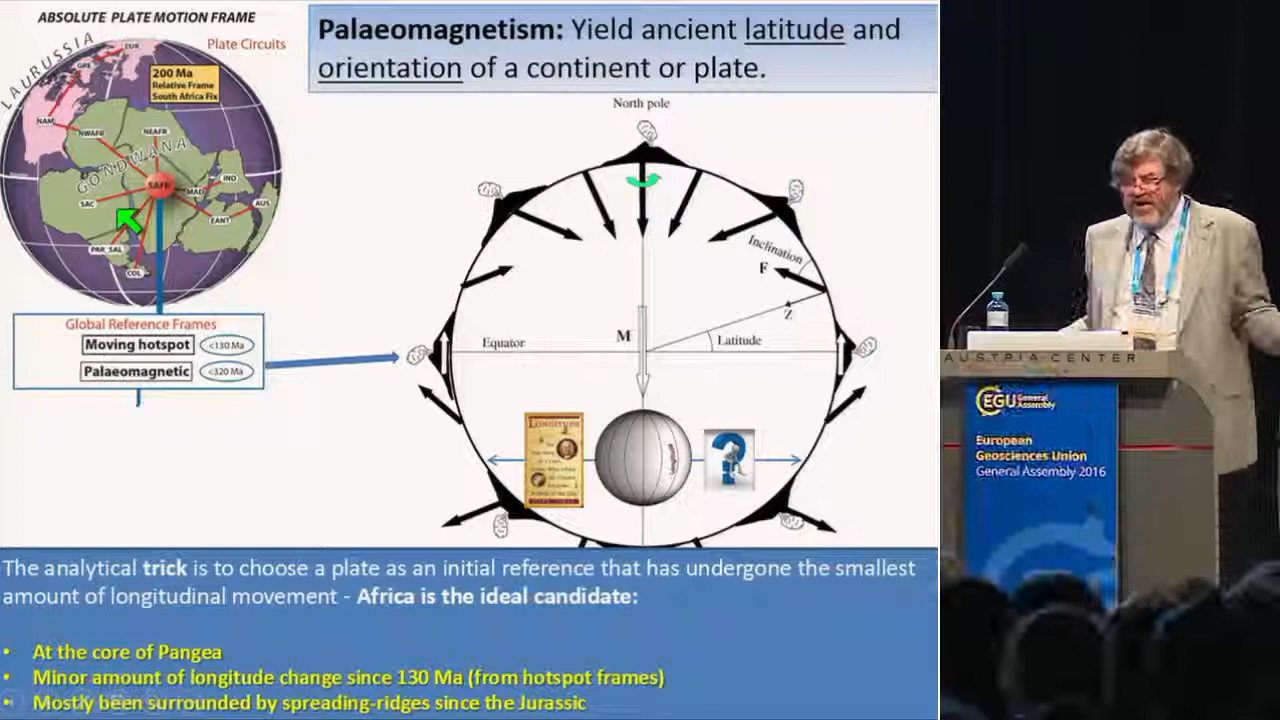 ABSOLUTE PLATE MOTION FRAME
Plate Circuits
LAURUSSIA
EUR
GRE
200 Ma
Relative Frame
South Africa Fix
NAM
NWAFR
NEAFR
GONDWANA
SAFR
IND
MAD
SAC
AUS
EANT
PAR_SAL
COL
Global Reference Frames
Moving hotspot <130 Ma
Palaeomagnetic <320 Ma
Palaeomagnetism: Yield ancient latitude and
orientation of a continent or plate.
North pole
Inclination
F
Z
M
Equator
Latitude
LONGITUDE
?
The analytical trick is to choose a plate as an initial reference that has undergone the smallest
amount of longitudinal movement - Africa is the ideal candidate:
• At the core of Pangea
• Minor amount of longitude change since 130 Ma (from hotspot frames)
• Mostly been surrounded by spreading-ridges since the Jurassic
AUSTRIA CENTER
EGU General
Assembly
European
Geosciences Union
General Assembly 2016